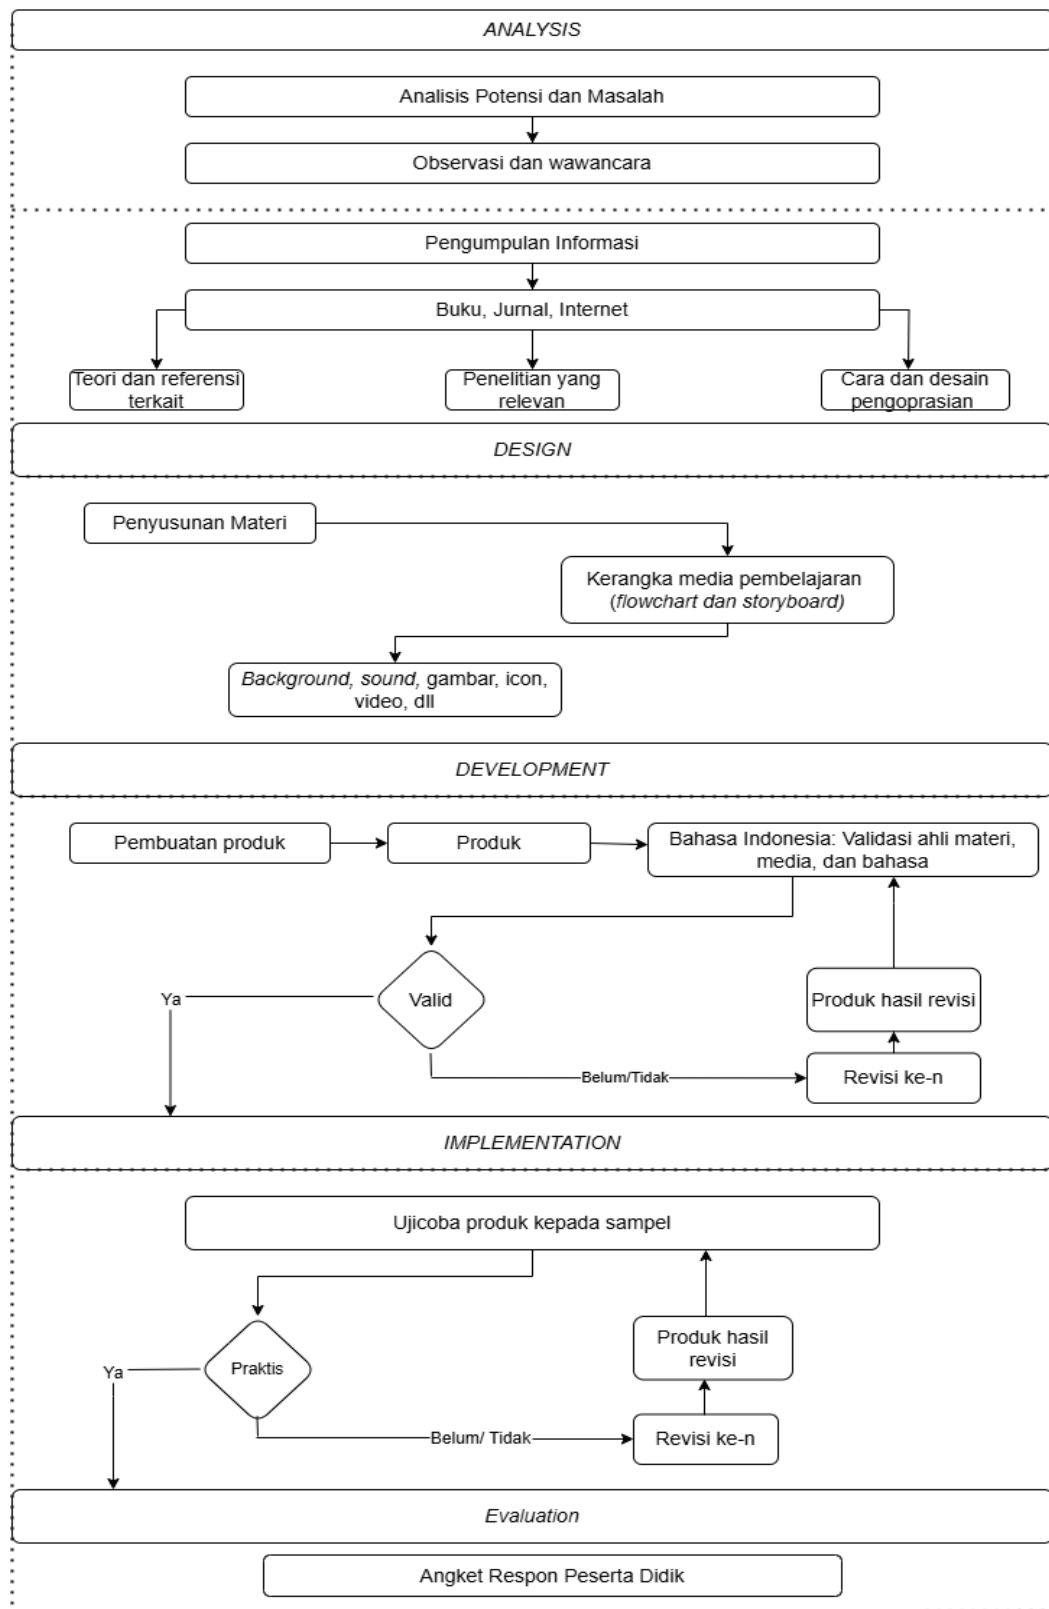 ANALYSIS
Analisis Potensi dan Masalah
Observasi dan wawancara
Pengumpulan Informasi
Buku, Jurnal, Internet
Teori dan referensi
terkait
Penelitian yang
relevan
Cara dan desain
pengoprasian
DESIGN
Penyusunan Materi
Kerangka media pembelajaran
(flowchart dan storyboard)
Background, sound, gambar, icon,
video, dll
DEVELOPMENT
Pembuatan produk
Produk
Bahasa Indonesia: Validasi ahli materi,
media, dan bahasa
Valid
Ya
Produk hasil revisi
Belum/Tidak
Revisi ke-n
IMPLEMENTATION
Ujicoba produk kepada sampel
Produk hasil
revisi
Praktis
Ya
Belum/ Tidak
Revisi ke-n
Evaluation
Angket Respon Peserta Didik